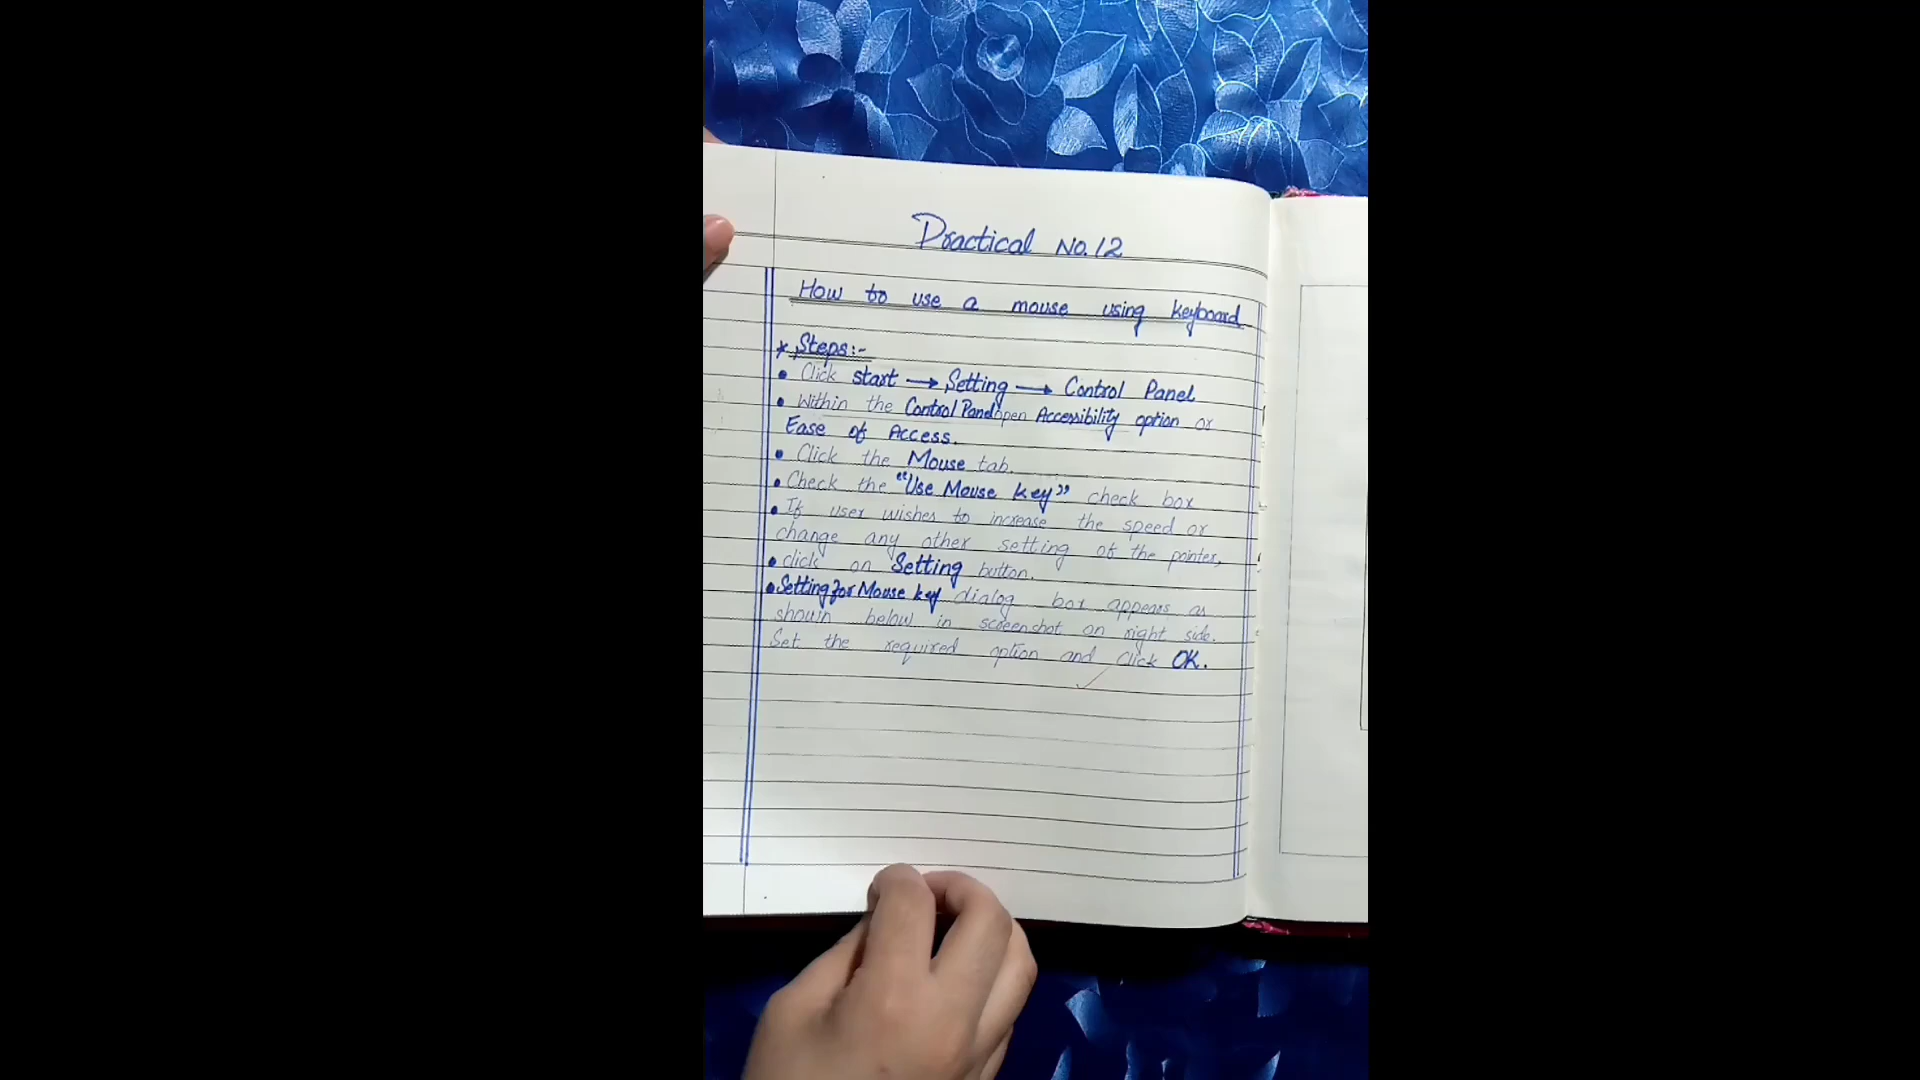 Practical No. 12
How to use a mouse using keyboard
* Steps:-
• Click start → Setting → Control Panel
• Within the Control Panel open Accessibility option or
Ease of Access.
• Click the Mouse tab.
• Check the "Use Mouse key" check box
• If user wishes to increase the speed or
change any other setting of the pointer,
• click on Setting button.
• Setting for Mouse key dialog box appears as
shown below in screenshot on right side.
Set the required option and click OK.